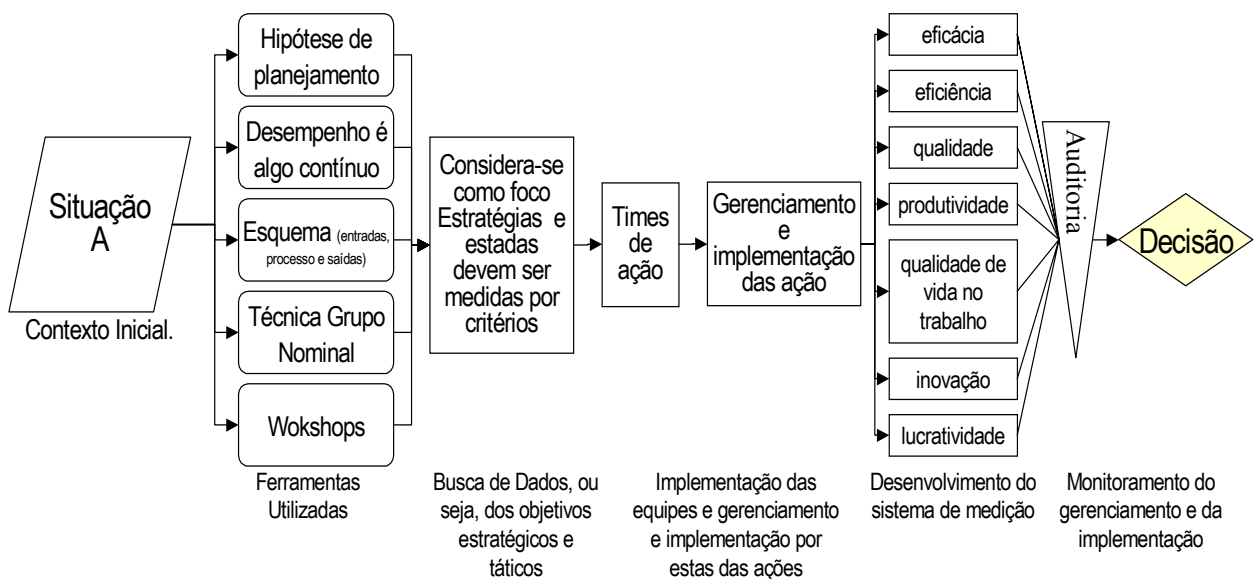 Situação
A
Contexto Inicial.
Hipótese de
planejamento
Desempenho é
algo contínuo
Esquema (entradas,
processo e saídas)
Técnica Grupo
Nominal
Wokshops
Ferramentas
Utilizadas
Considera-se
como foco
Estratégias e
estadas
devem ser
medidas por
critérios
Busca de Dados, ou
seja, dos objetivos
estratégicos e
táticos
Times
de
ação
Gerenciamento
e
implementação
das ação
Implementação das
equipes e gerenciamento
e implementação por
estas das ações
eficácia
eficiência
qualidade
produtividade
qualidade de
vida no
trabalho
inovação
lucratividade
Desenvolvimento do
sistema de medição
Auditoria
Monitoramento do
gerenciamento e da
implementação
Decisão